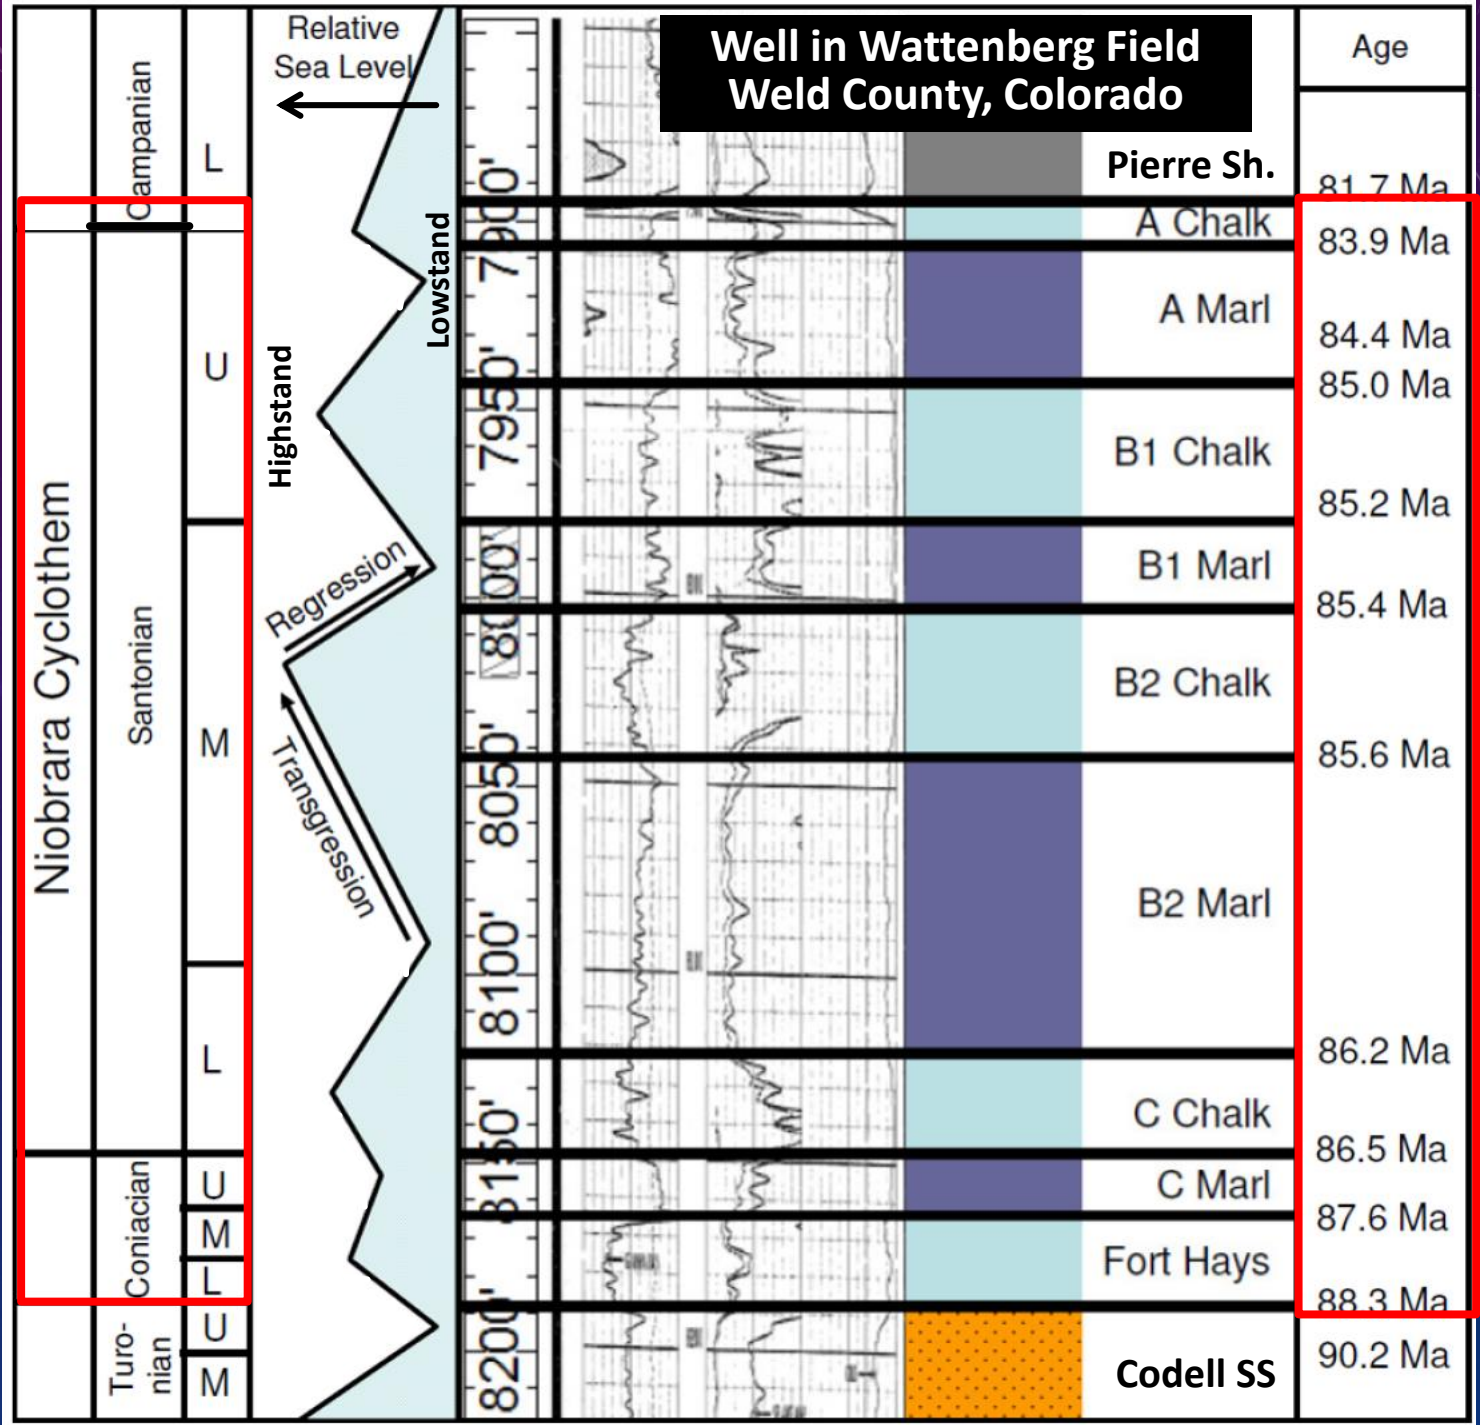 Relative
Sea Level
Well in Wattenberg Field
Weld County, Colorado
Age
Campanian
L
Pierre Sh.
81.7 Ma
A Chalk
83.9 Ma
7900'
Lowstand
A Marl
84.4 Ma
U
Highstand
85.0 Ma
7950'
B1 Chalk
85.2 Ma
Niobrara Cyclothem
Santonian
Regression
8000'
B1 Marl
85.4 Ma
B2 Chalk
M
Transgression
85.6 Ma
8050'
B2 Marl
8100'
86.2 Ma
L
C Chalk
86.5 Ma
8150'
Coniacian
U
C Marl
87.6 Ma
M
Fort Hays
L
88.3 Ma
Turo-
nian
U
90.2 Ma
M
8200'
Codell SS